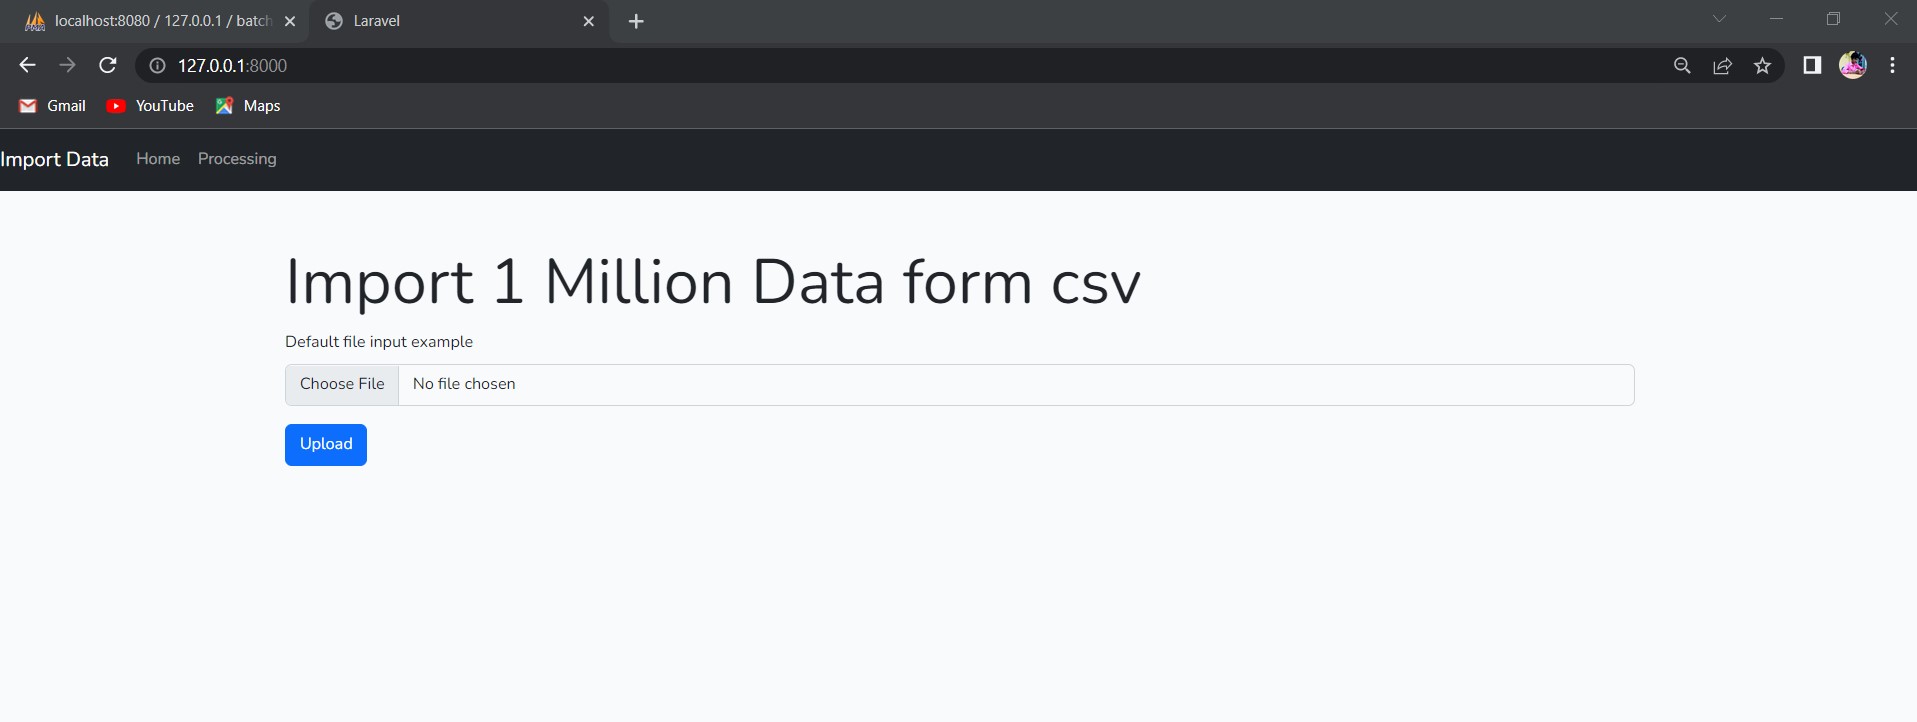 localhost:8080 / 127.0.0.1 / batch
Laravel
127.0.0.1:8000
Gmail YouTube Maps
Import Data Home Processing
Import 1 Million Data form csv
Default file input example
Choose File No file chosen
Upload